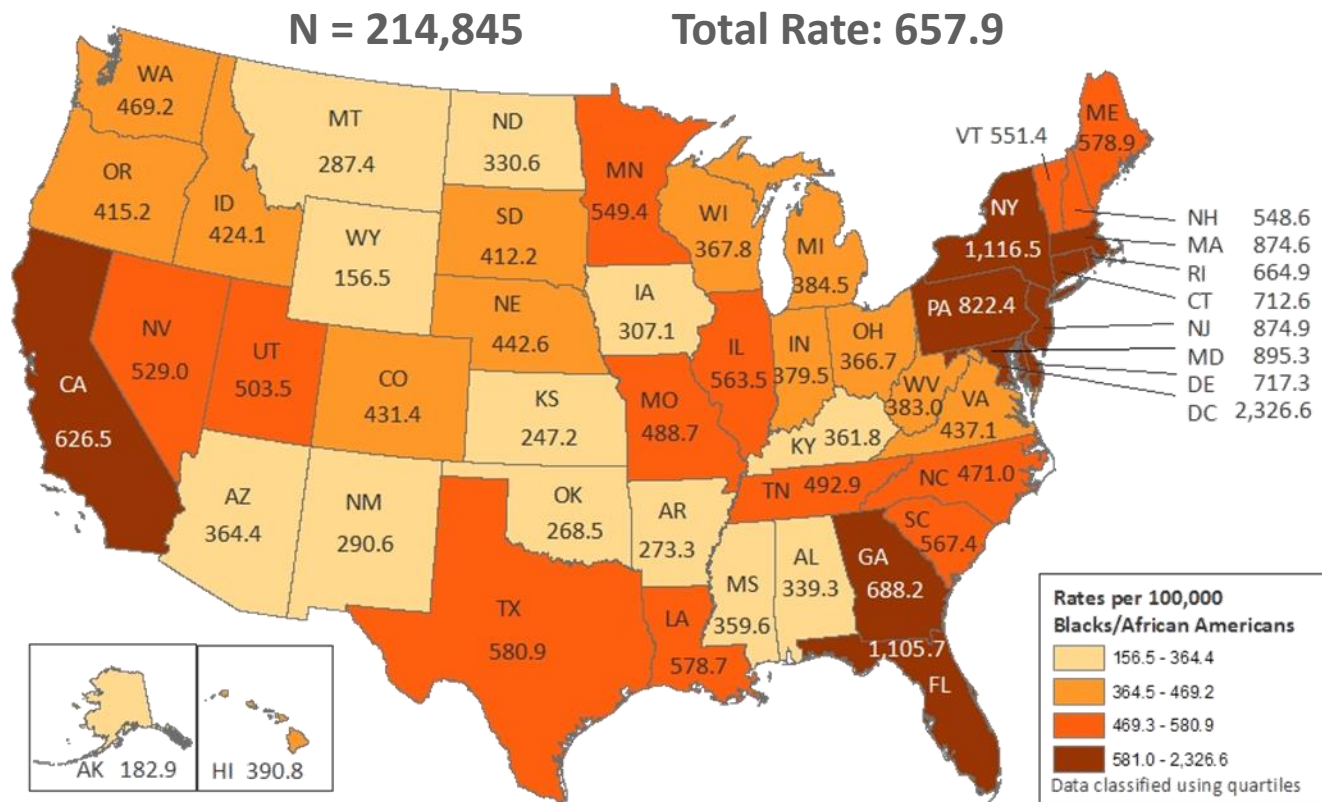 N = 214,845 Total Rate: 657.9
WA
469.2
MT
287.4
ND
330.6
MN
549.4
VT 551.4
ME
578.9
OR
415.2
ID
424.1
WY
156.5
SD
412.2
WI
367.8
MI
384.5
NY
1,116.5
NH 548.6
MA 874.6
RI 664.9
CT 712.6
NJ 874.9
MD 895.3
DE 717.3
DC 2,326.6
NV
529.0
UT
503.5
CO
431.4
NE
442.6
IA
307.1
IL
563.5
IN
379.5
OH
366.7
PA 822.4
CA
626.5
KS
247.2
MO
488.7
KY 361.8
WV
383.0
VA
437.1
AZ
364.4
NM
290.6
OK
268.5
AR
273.3
TN 492.9
NC 471.0
SC
567.4
TX
580.9
LA
578.7
MS
359.6
AL
339.3
GA
688.2
1,105.7
FL
AK 182.9
HI 390.8
Rates per 100,000
Blacks/African Americans
156.5 - 364.4
364.5 - 469.2
469.3 - 580.9
581.0 - 2,326.6
Data classified using quartiles